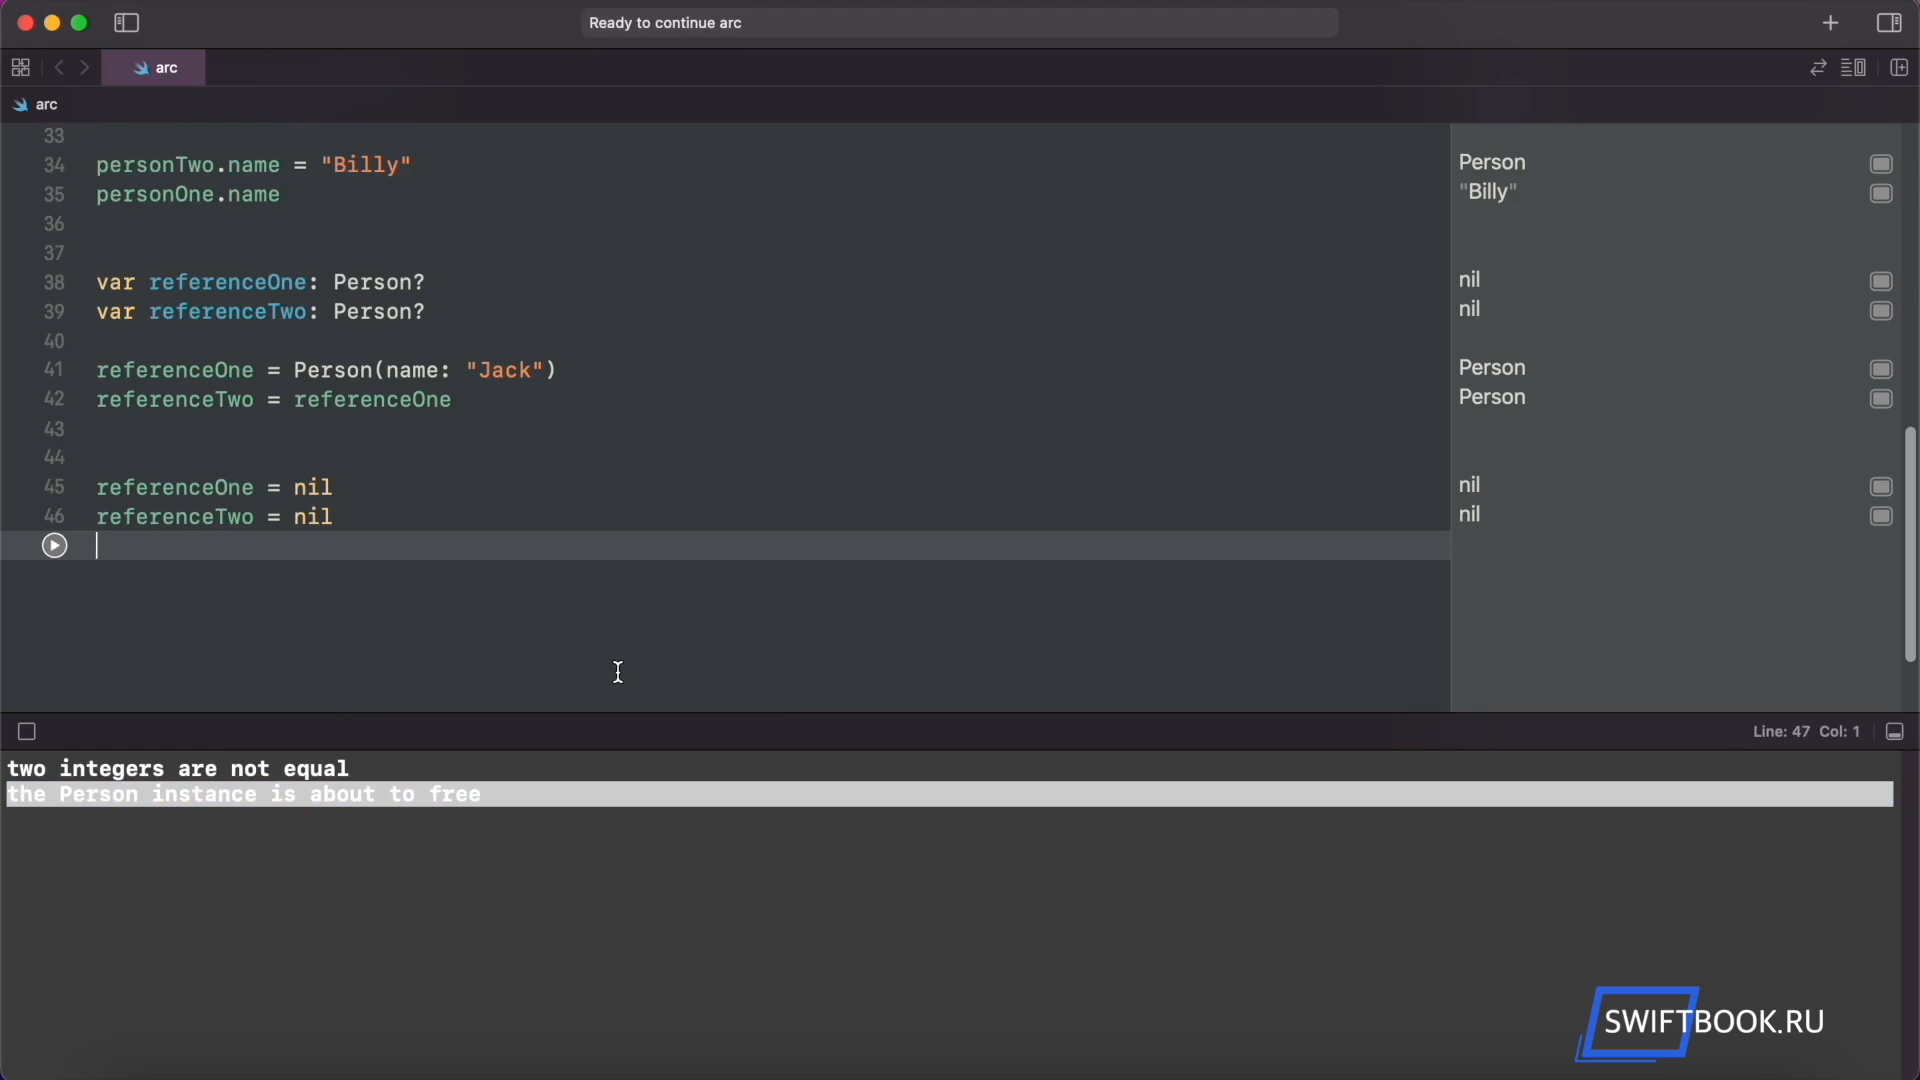 Ready to continue arc
arc
arc
33
34 personTwo.name = "Billy" Person
35 personOne.name "Billy"
36
37
38 var referenceOne: Person? nil
39 var referenceTwo: Person? nil
40
41 referenceOne = Person(name: "Jack") Person
42 referenceTwo = referenceOne Person
43
44
45 referenceOne = nil nil
46 referenceTwo = nil nil
Line: 47 Col: 1
two integers are not equal
the Person instance is about to free
SWIFTBOOK.RU